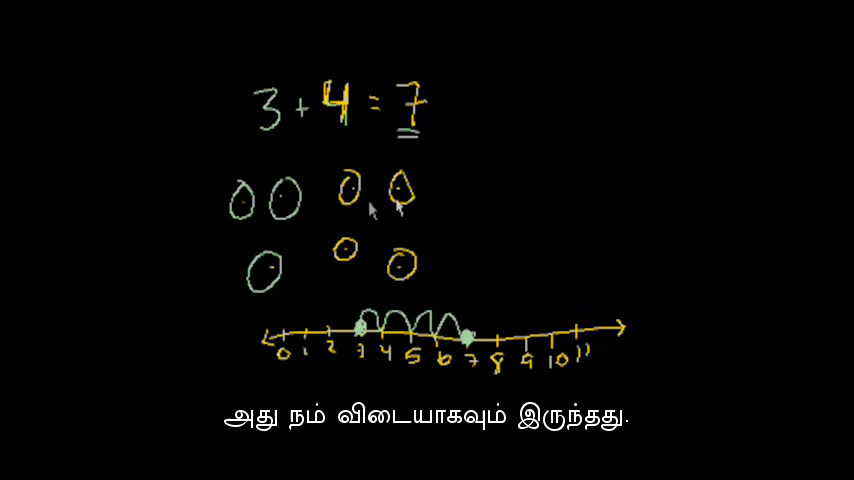 3 + 4 = 7
0 1 2 3 4 5 6 7 8 9 10 11
அது நம் விடையாகவும் இருந்தது.